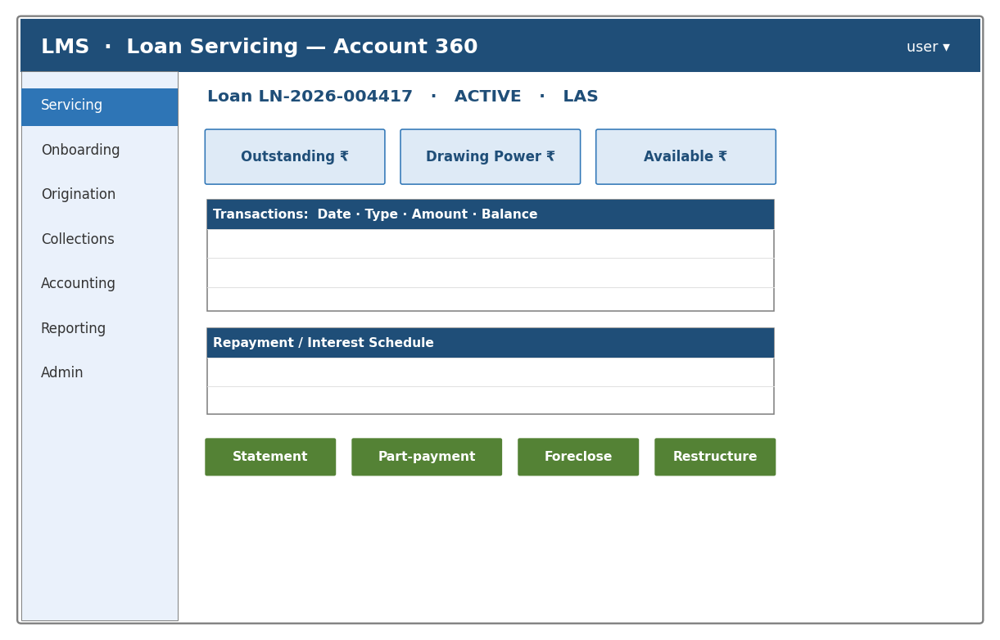 LMS · Loan Servicing — Account 360
user ▾
Servicing
Onboarding
Origination
Collections
Accounting
Reporting
Admin
Loan LN-2026-004417 · ACTIVE · LAS
Outstanding ₹
Drawing Power ₹
Available ₹
Transactions: Date · Type · Amount · Balance
Repayment / Interest Schedule
Statement
Part-payment
Foreclose
Restructure